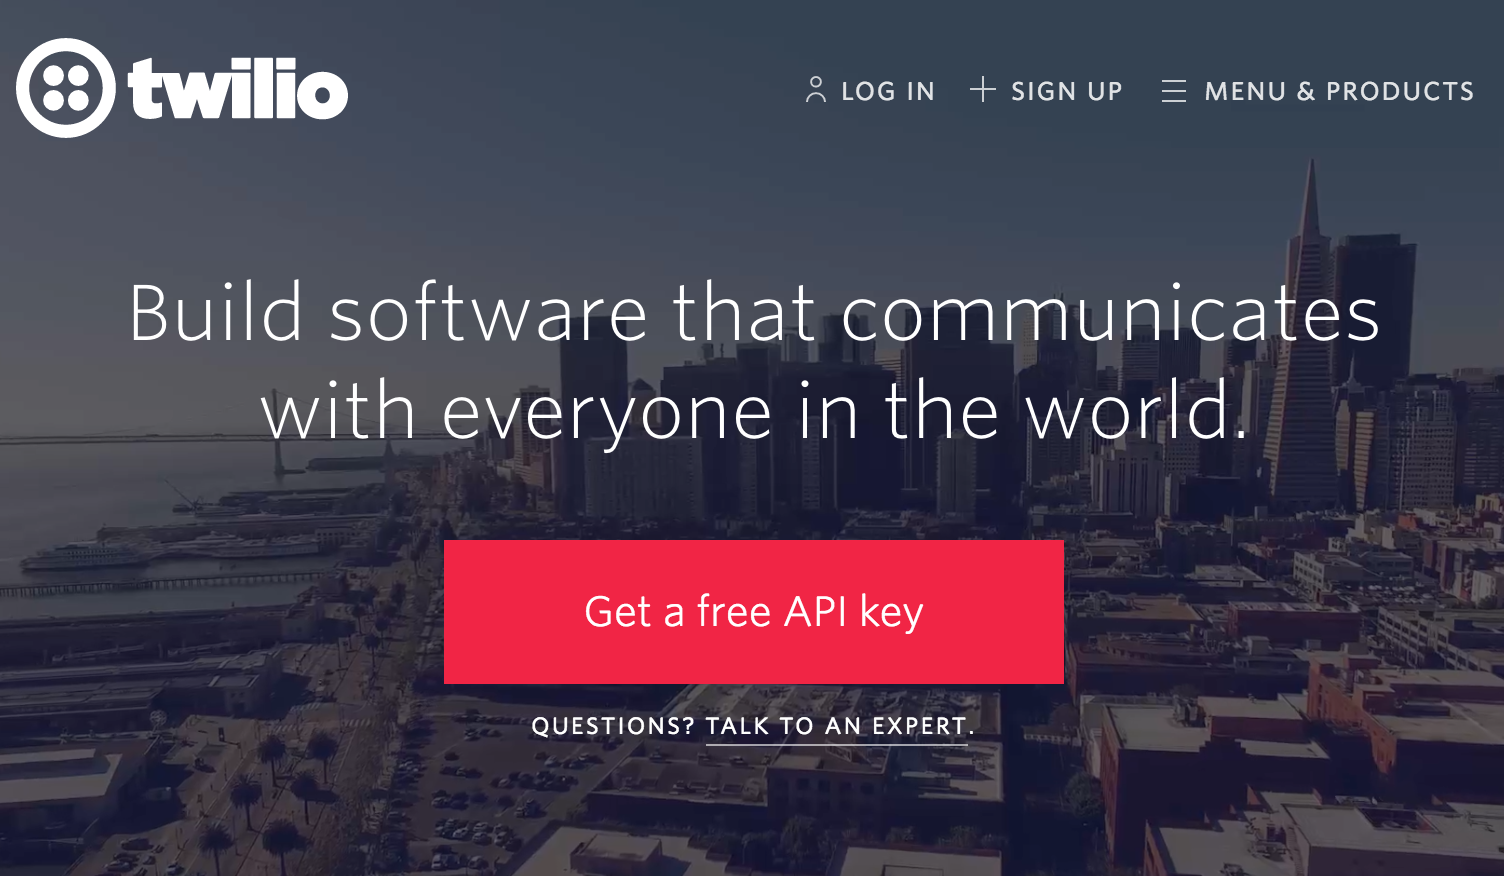 twilio
LOG IN
SIGN UP
MENU & PRODUCTS
Build software that communicates
with everyone in the world.
Get a free API key
QUESTIONS? TALK TO AN EXPERT.